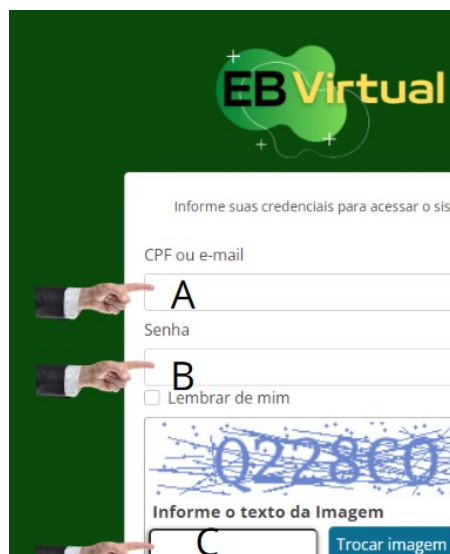 EB Virtual
Informe suas credenciais para acessar o sis
CPF ou e-mail
A
Senha
B
Lembrar de mim
Informe o texto da Imagem
C
Trocar imagem